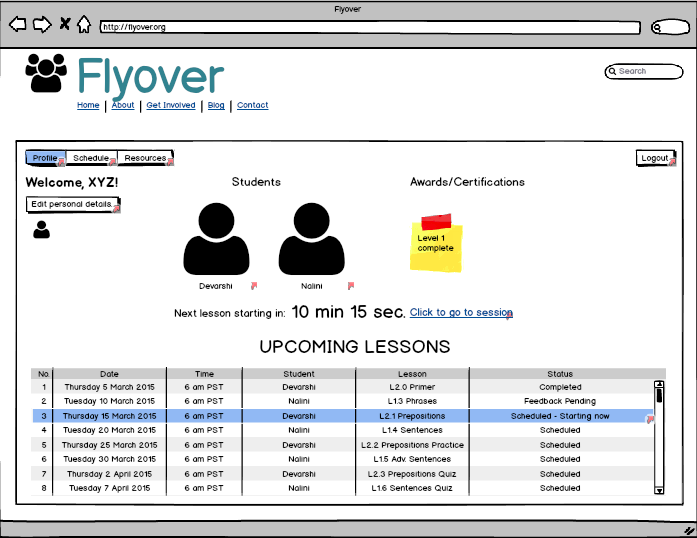 Flyover
http://flyover.org
Flyover
Search
Home | About | Get Involved | Blog | Contact
Profile Schedule Resources Logout
Welcome, XYZ! Students Awards/Certifications
Edit personal details.
Level 1
complete
Devarshi Nalini
Next lesson starting in: 10 min 15 sec. Click to go to session
UPCOMING LESSONS
No. Date Time Student Lesson Status
1 Thursday 5 March 2015 6 am PST Devarshi L2.0 Primer Completed
2 Tuesday 10 March 2015 6 am PST Nalini L1.3 Phrases Feedback Pending
3 Thursday 15 March 2015 6 am PST Devarshi L2.1 Prepositions Scheduled - Starting now
4 Tuesday 20 March 2015 6 am PST Nalini L1.4 Sentences Scheduled
5 Thursday 25 March 2015 6 am PST Devarshi L2.2 Prepositions Practice Scheduled
6 Tuesday 30 March 2015 6 am PST Nalini L1.5 Adv. Sentences Scheduled
7 Thursday 2 April 2015 6 am PST Devarshi L2.3 Prepositions Quiz Scheduled
8 Tuesday 7 April 2015 6 am PST Nalini L1.6 Sentences Quiz Scheduled